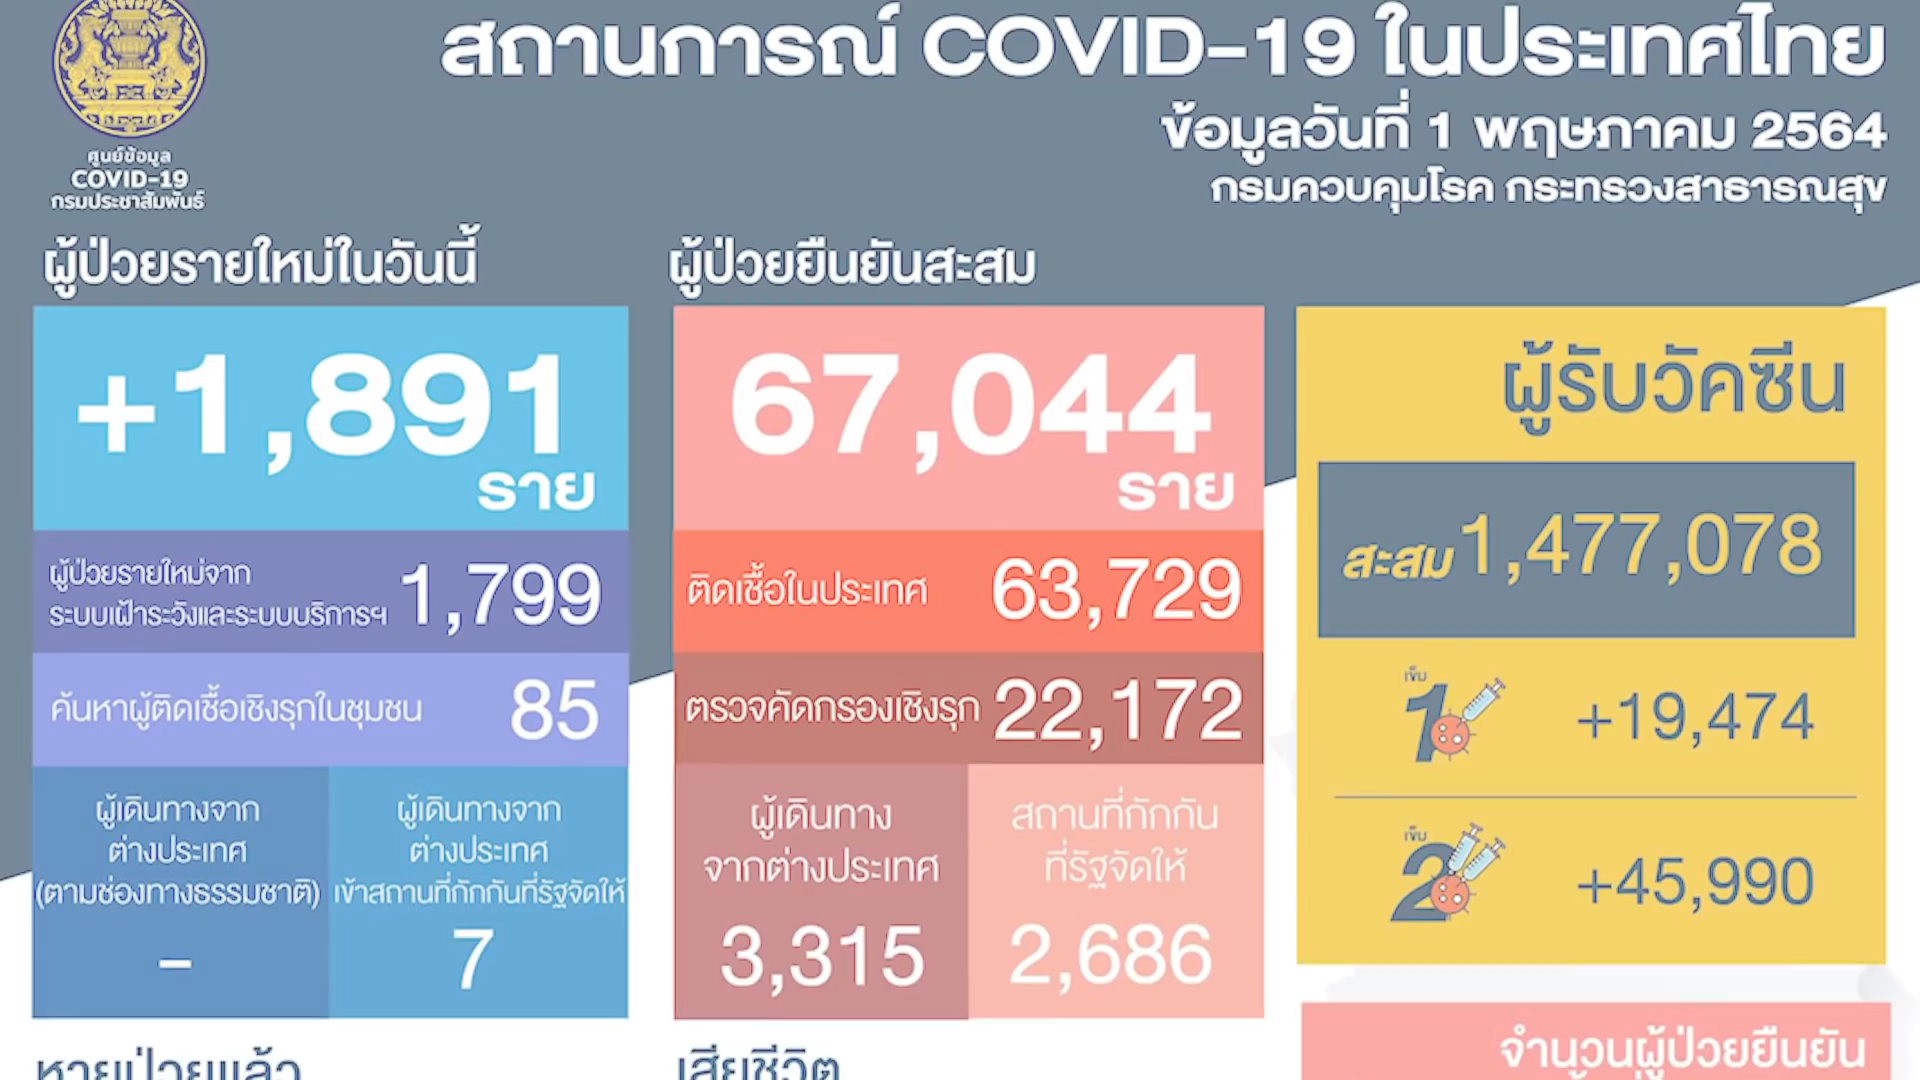 สถานการณ์ COVID-19 ในประเทศไทย
ข้อมูลวันที่ 1 พฤษภาคม 2564
กรมควบคุมโรค กระทรวงสาธารณสุข
ศูนย์ข้อมูล
COVID-19
กรมประชาสัมพันธ์
ผู้ป่วยรายใหม่ในวันนี้
+1,891
ราย
ผู้ป่วยรายใหม่จาก
ระบบเฝ้าระวังและระบบบริการฯ 1,799
ค้นหาผู้ติดเชื้อเชิงรุกในชุมชน 85
ผู้เดินทางจาก
ต่างประเทศ
(ตามช่องทางธรรมชาติ)
-
ผู้เดินทางจาก
ต่างประเทศ
เข้าสถานที่กักกันที่รัฐจัดให้
7
ผู้ป่วยยืนยันสะสม
67,044
ราย
ติดเชื้อในประเทศ 63,729
ตรวจคัดกรองเชิงรุก 22,172
ผู้เดินทาง
จากต่างประเทศ
3,315
สถานที่กักกัน
ที่รัฐจัดให้
2,686
ผู้รับวัคซีน
สะสม 1,477,078
เข็ม
1 +19,474
เข็ม
2 +45,990
หายป่วยแล้ว
เสียชีวิต
จำนวนผู้ป่วยยืนยัน